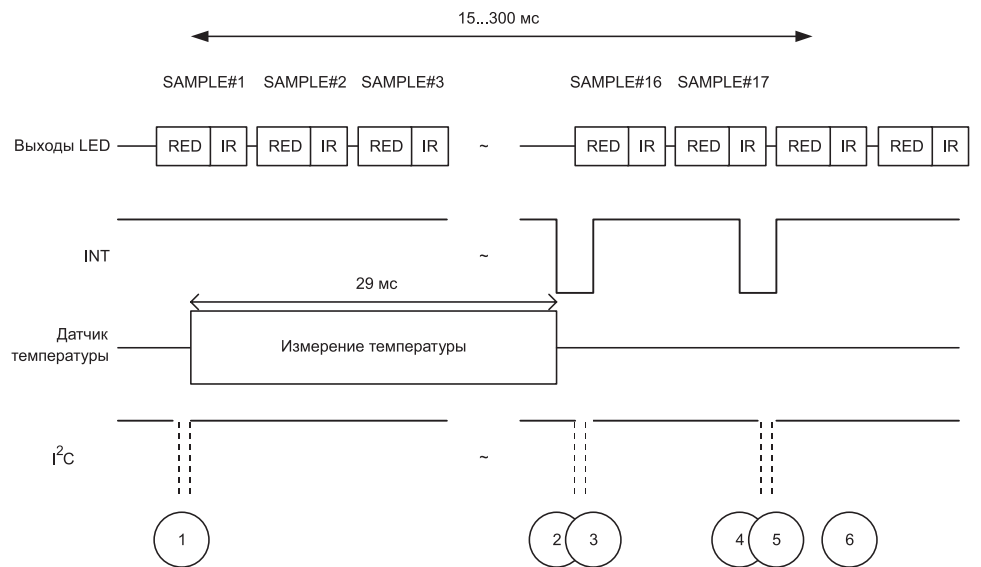 15...300 мс
SAMPLE#1 SAMPLE#2 SAMPLE#3 SAMPLE#16 SAMPLE#17
Выходы LED RED IR RED IR RED IR ~ RED IR RED IR RED IR RED IR
INT ~
29 мс
Датчик
температуры
Измерение температуры
I²C ~
1 2 3 4 5 6